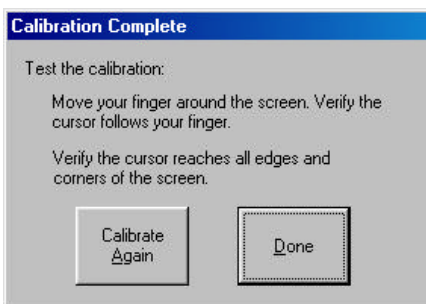 Calibration Complete
Test the calibration:
Move your finger around the screen. Verify the
cursor follows your finger.
Verify the cursor reaches all edges and
corners of the screen.
Calibrate
Again
Done